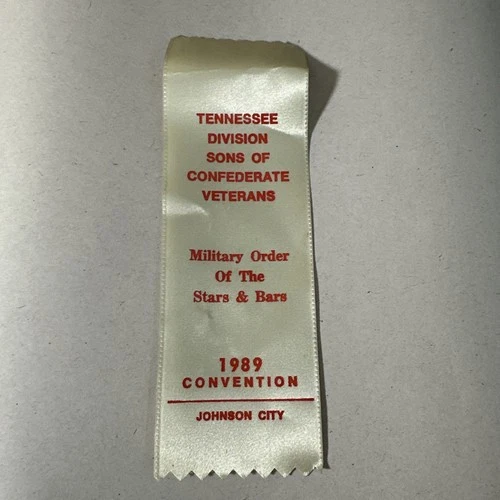 TENNESSEE
DIVISION
SONS OF
CONFEDERATE
VETERANS
Military Order
Of The
Stars & Bars
1989
CONVENTION
JOHNSON CITY